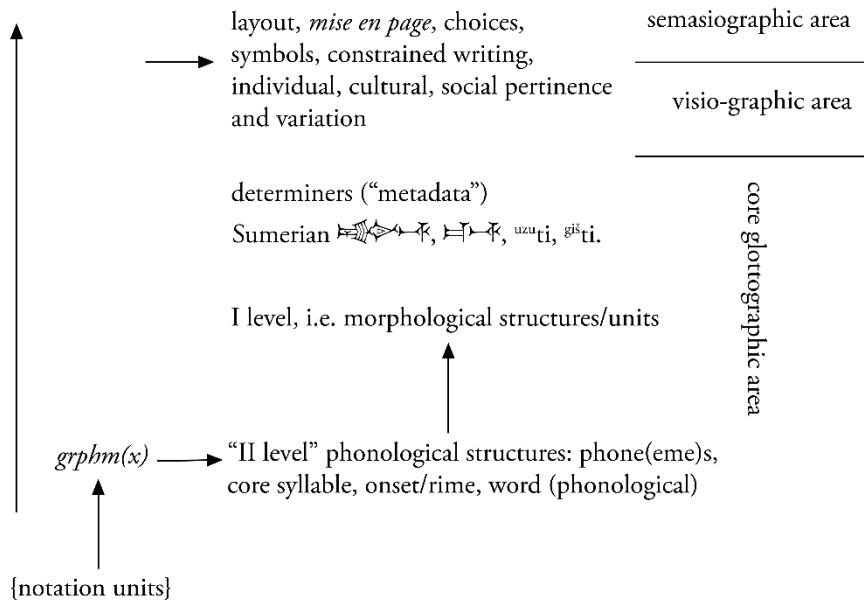 layout, mise en page, choices,
symbols, constrained writing,
individual, cultural, social pertinence
and variation
semasiographic area
visio-graphic area
determiners (“metadata”)
Sumerian 𒍜𒋾, 𒄑𒋾, ᵘᶻᵘti, ᵍⁱˢ̌ti.
core glottographic area
I level, i.e. morphological structures/units
grphm(x)
“II level” phonological structures: phone(eme)s,
core syllable, onset/rime, word (phonological)
{notation units}